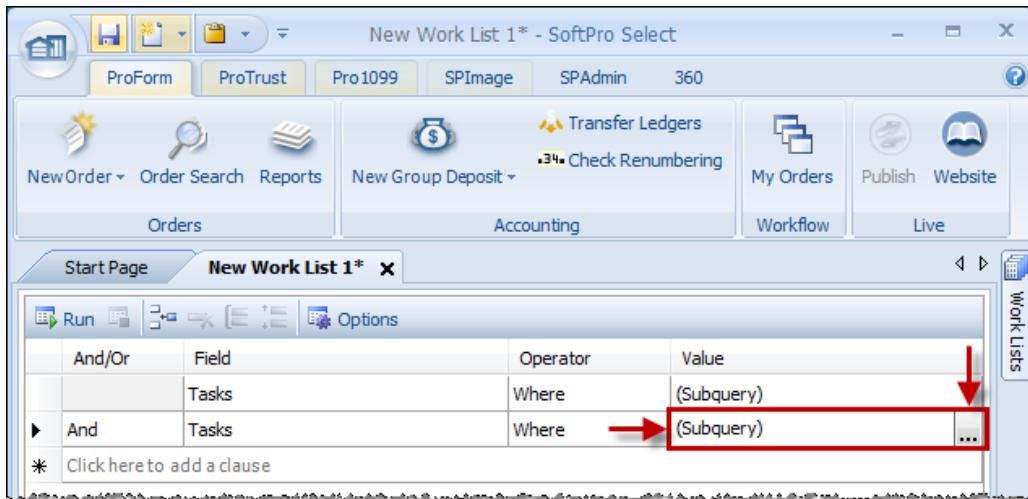 New Work List 1* - SoftPro Select
ProForm ProTrust Pro1099 SPImage SPAdmin 360
Transfer Ledgers
.34. Check Renumbering
New Order Order Search Reports New Group Deposit My Orders Publish Website
Orders Accounting Workflow Live
Start Page New Work List 1* x
Work Lists
Run Options
And/Or Field Operator Value
Tasks Where (Subquery)
And Tasks Where (Subquery) ...
Click here to add a clause